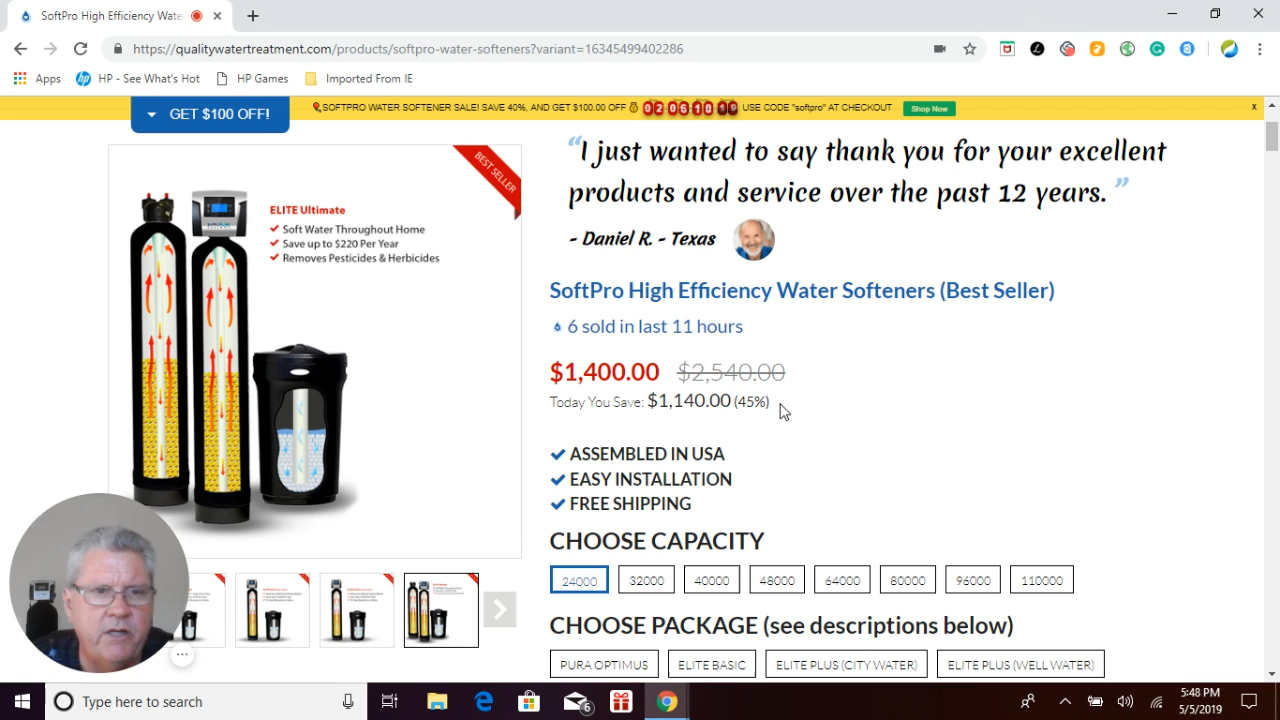 SoftPro High Efficiency Wate
https://qualitywatertreatment.com/products/softpro-water-softeners?variant=16345499402286
Apps HP - See What's Hot HP Games Imported From IE
GET $100 OFF!
SOFTPRO WATER SOFTENER SALE! SAVE 40%, AND GET $100.00 OFF USE CODE "softpro" AT CHECKOUT Shop Now x
BEST SELLER
ELITE Ultimate
Soft Water Throughout Home
Save up to $220 Per Year
Removes Pesticides & Herbicides
"I just wanted to say thank you for your excellent
products and service over the past 12 years."
- Daniel R. - Texas
SoftPro High Efficiency Water Softeners (Best Seller)
6 sold in last 11 hours
$1,400.00 $2,540.00
Today You Save: $1,140.00 (45%)
ASSEMBLED IN USA
EASY INSTALLATION
FREE SHIPPING
CHOOSE CAPACITY
24000 32000 40000 48000 64000 80000 96000 110000
CHOOSE PACKAGE (see descriptions below)
PURA OPTIMUS ELITE BASIC ELITE PLUS (CITY WATER) ELITE PLUS (WELL WATER)
Type here to search
6
5:48 PM
5/5/2019